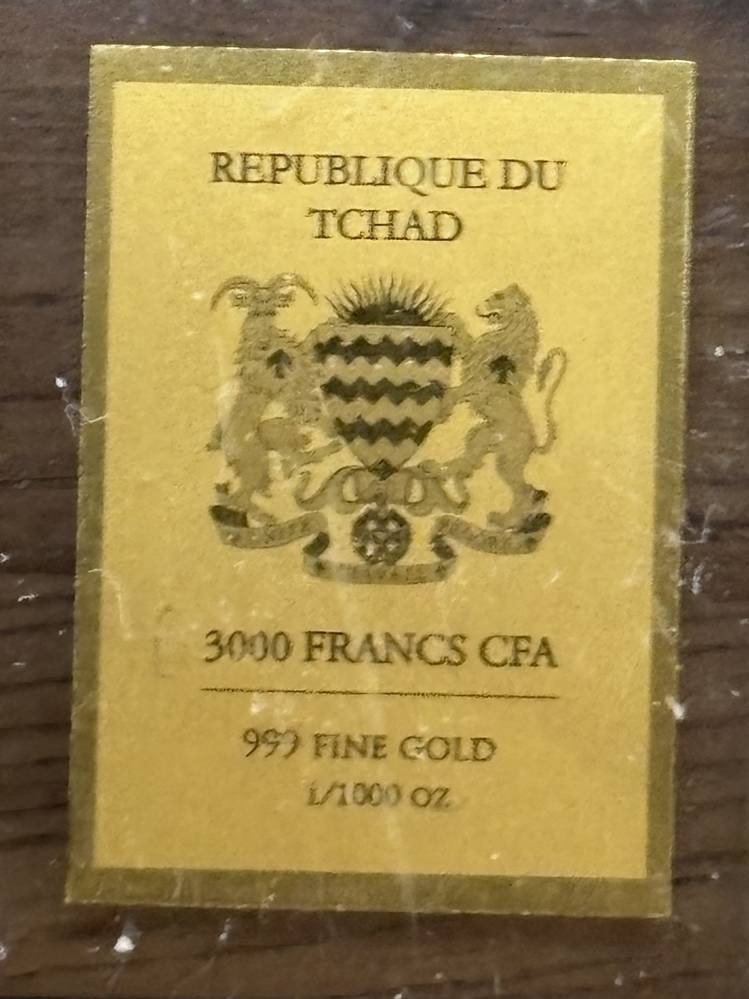 REPUBLIQUE DU
TCHAD
3000 FRANCS CFA
999 FINE GOLD
1/1000 OZ